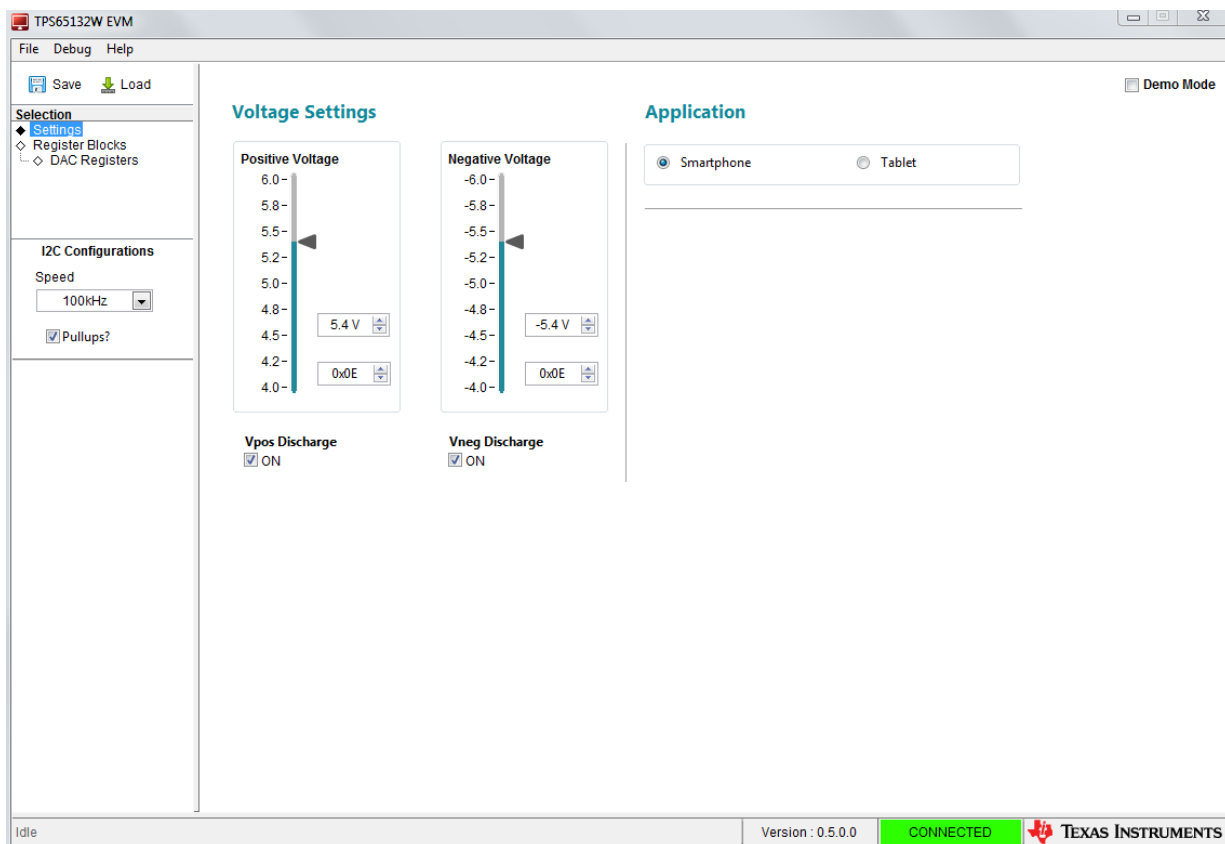 TPS65132W EVM
File Debug Help
Save Load
Selection
Settings
Register Blocks
DAC Registers
I2C Configurations
Speed
100kHz
Pullups?
Demo Mode
Voltage Settings
Positive Voltage
6.0
5.8
5.5
5.2
5.0
4.8
4.5
4.2
4.0
5.4 V
0x0E
Negative Voltage
-6.0
-5.8
-5.5
-5.2
-5.0
-4.8
-4.5
-4.2
-4.0
-5.4 V
0x0E
Vpos Discharge
ON
Vneg Discharge
ON
Application
Smartphone Tablet
Idle
Version : 0.5.0.0
CONNECTED
TEXAS INSTRUMENTS